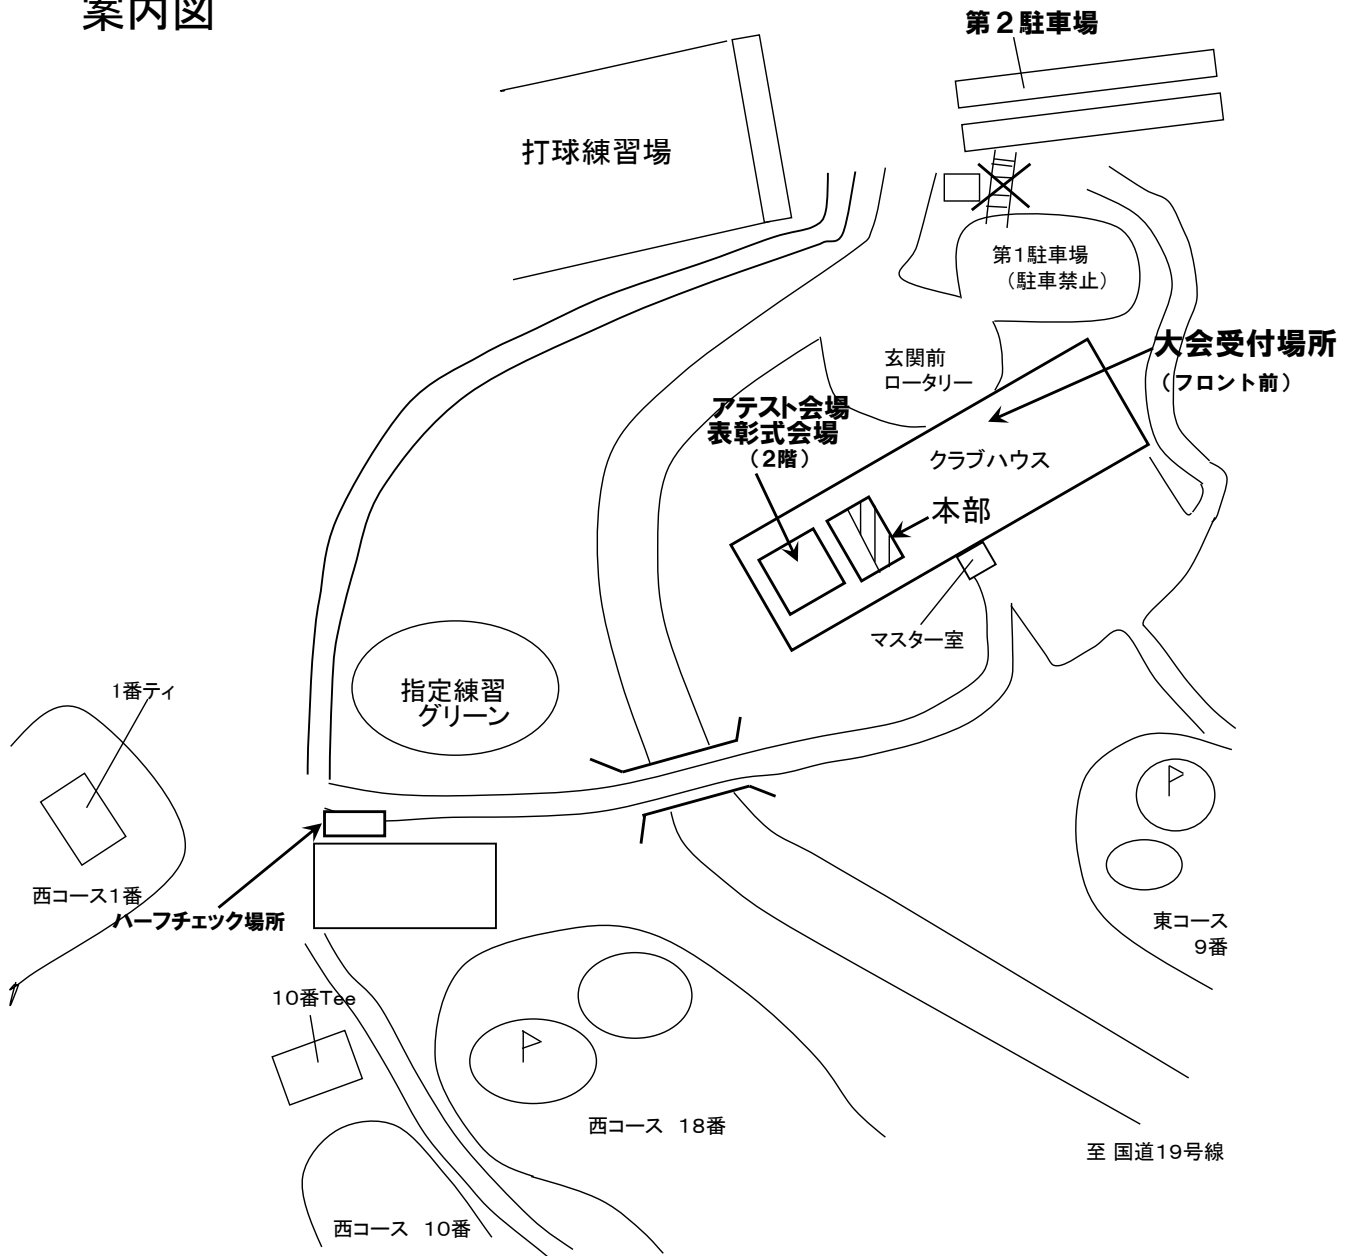 案内図
第2駐車場
打球練習場
第1駐車場
（駐車禁止）
大会受付場所
（フロント前）
玄関前
ロータリー
アテスト会場
表彰式会場
（2階）
クラブハウス
本部
マスター室
1番ティ
指定練習
グリーン
西コース1番
ハーフチェック場所
東コース
9番
10番Tee
西コース 18番
至 国道19号線
西コース 10番